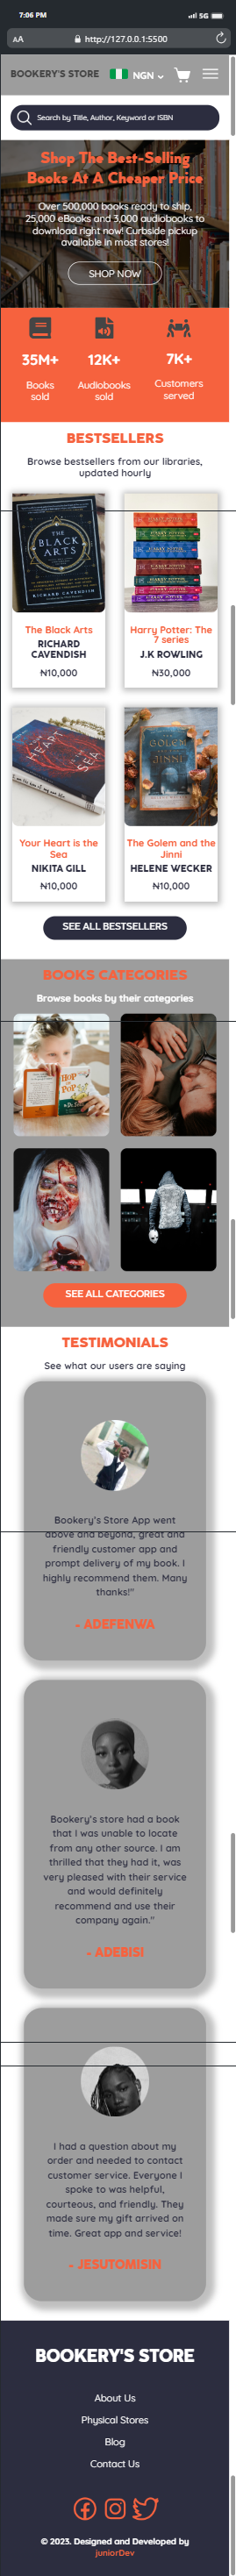 7:06 PM
5G
AA
http://127.0.0.1:5500
BOOKERY'S STORE
NGN
Search by Title, Author, Keyword or ISBN
Shop The Best-Selling
Books At A Cheaper Price
Over 500,000 books ready to ship,
25,000 eBooks and 3,000 audiobooks to
download right now! Curbside pickup
available in most stores!
SHOP NOW
35M+
12K+
7K+
Books
sold
Audiobooks
sold
Customers
served
BESTSELLERS
Browse bestsellers from our libraries,
updated hourly
THE
BLACK
ARTS
RICHARD CAVENDISH
The Black Arts
RICHARD
CAVENDISH
₦10,000
Harry Potter: The
7 series
J.K ROWLING
₦30,000
HEART
SEA
Your Heart is the
Sea
NIKITA GILL
₦10,000
GOLEM
JINNI
The Golem and the
Jinni
HELENE WECKER
₦10,000
SEE ALL BESTSELLERS
BOOKS CATEGORIES
Browse books by their categories
HOP
POP
SEE ALL CATEGORIES
TESTIMONIALS
See what our users are saying
Bookery's Store App went
above and beyond, great and
friendly customer app and
prompt delivery of my book. I
highly recommend them. Many
thanks!"
- ADEFENWA
Bookery's store had a book
that I was unable to locate
from any other source. I am
thrilled that they had it, was
very pleased with their service
and would definitely
recommend and use their
company again."
- ADEBISI
I had a question about my
order and needed to contact
customer service. Everyone I
spoke to was helpful,
courteous, and friendly. They
made sure my gift arrived on
time. Great app and service!
- JESUTOMISIN
BOOKERY'S STORE
About Us
Physical Stores
Blog
Contact Us
© 2023. Designed and Developed by
juniorDev